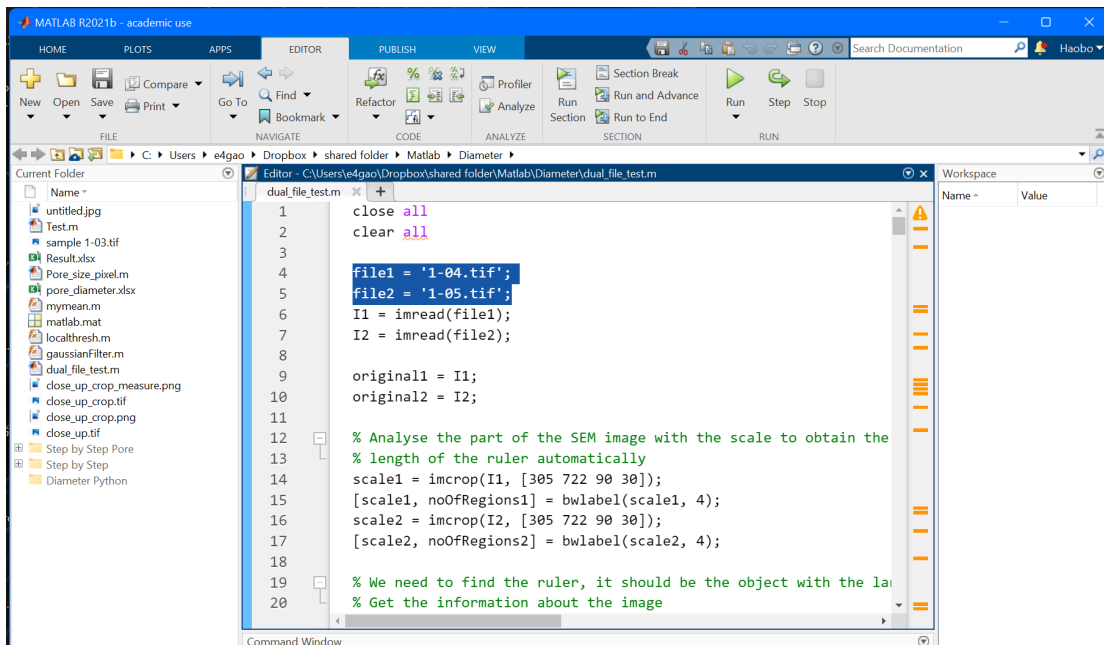 MATLAB R2021b - academic use
HOME PLOTS APPS EDITOR PUBLISH VIEW Search Documentation Haobo
New Open Save Compare Print
FILE
Go To Find Bookmark
NAVIGATE
Refactor
CODE
Profiler Analyze
ANALYZE
Run Section Section Break Run and Advance Run to End
SECTION
Run Step Stop
RUN
C: Users e4gao Dropbox shared folder Matlab Diameter
Current Folder
Name
untitled.jpg
Test.m
sample 1-03.tif
Result.xlsx
Pore_size_pixel.m
pore_diameter.xlsx
mymean.m
matlab.mat
localthresh.m
gaussianFilter.m
dual_file_test.m
close_up_crop_measure.png
close_up_crop.tif
close_up_crop.png
close_up.tif
Step by Step Pore
Step by Step
Diameter Python
Editor - C:\Users\e4gao\Dropbox\shared folder\Matlab\Diameter\dual_file_test.m
dual_file_test.m
1 close all
2 clear all
3
4 file1 = '1-04.tif';
5 file2 = '1-05.tif';
6 I1 = imread(file1);
7 I2 = imread(file2);
8
9 original1 = I1;
10 original2 = I2;
11
12 % Analyse the part of the SEM image with the scale to obtain the
13 % length of the ruler automatically
14 scale1 = imcrop(I1, [305 722 90 30]);
15 [scale1, noOfRegions1] = bwlabel(scale1, 4);
16 scale2 = imcrop(I2, [305 722 90 30]);
17 [scale2, noOfRegions2] = bwlabel(scale2, 4);
18
19 % We need to find the ruler, it should be the object with the
20 % Get the information about the image
Command Window
Workspace
Name Value